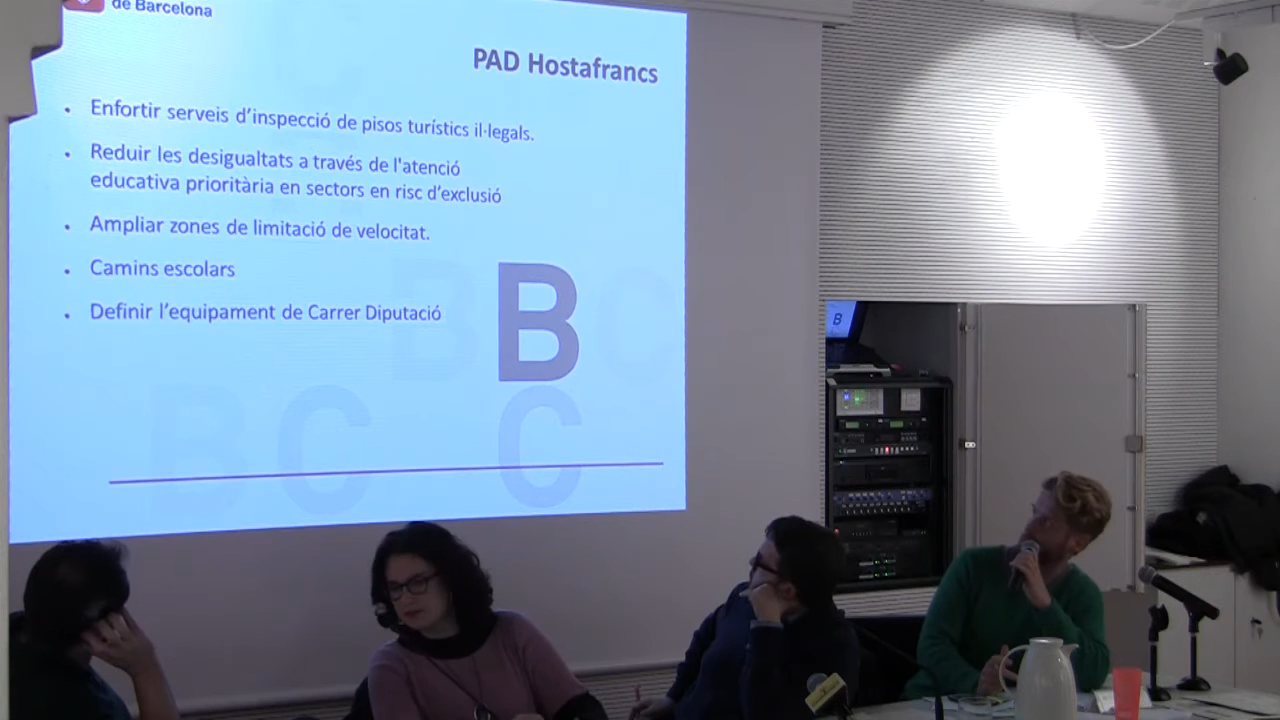 de Barcelona
PAD Hostafrancs
• Enfortir serveis d'inspecció de pisos turístics il·legals.
• Reduir les desigualtats a través de l'atenció
educativa prioritària en sectors en risc d'exclusió
• Ampliar zones de limitació de velocitat.
• Camins escolars
• Definir l'equipament de Carrer Diputació
B C
B
B C
C
B